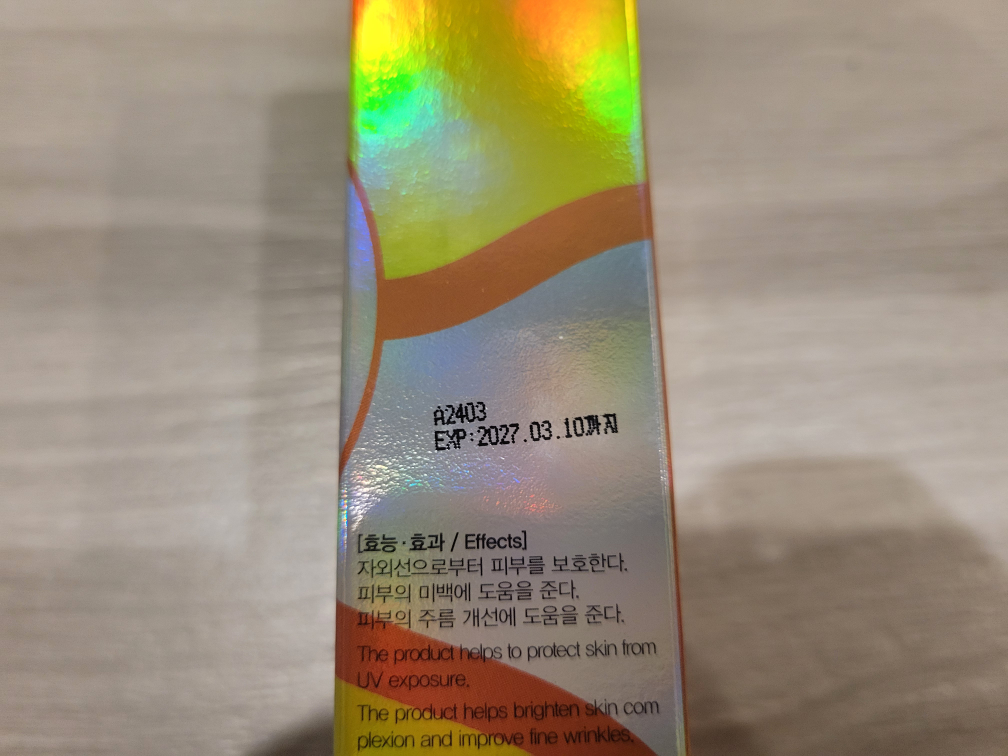 A2403
EXP:2027.03.10까지
[효능·효과 / Effects]
자외선으로부터 피부를 보호한다.
피부의 미백에 도움을 준다.
피부의 주름 개선에 도움을 준다.
The product helps to protect skin from
UV exposure.
The product helps brighten skin com
plexion and improve fine wrinkles.